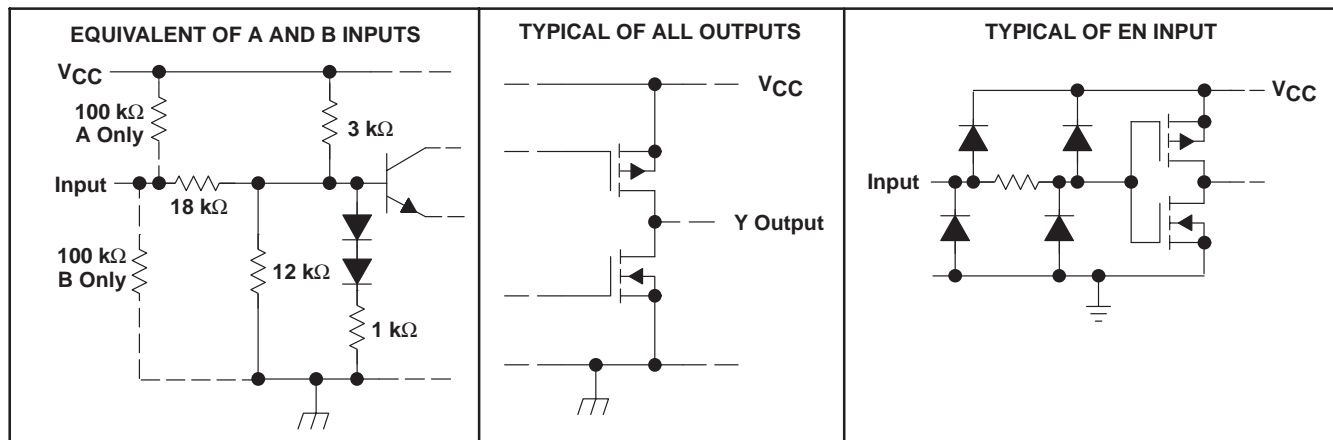 EQUIVALENT OF A AND B INPUTS
VCC
100 kΩ
A Only
3 kΩ
Input
18 kΩ
100 kΩ
B Only
12 kΩ
1 kΩ
TYPICAL OF ALL OUTPUTS
VCC
Y Output
TYPICAL OF EN INPUT
VCC
Input